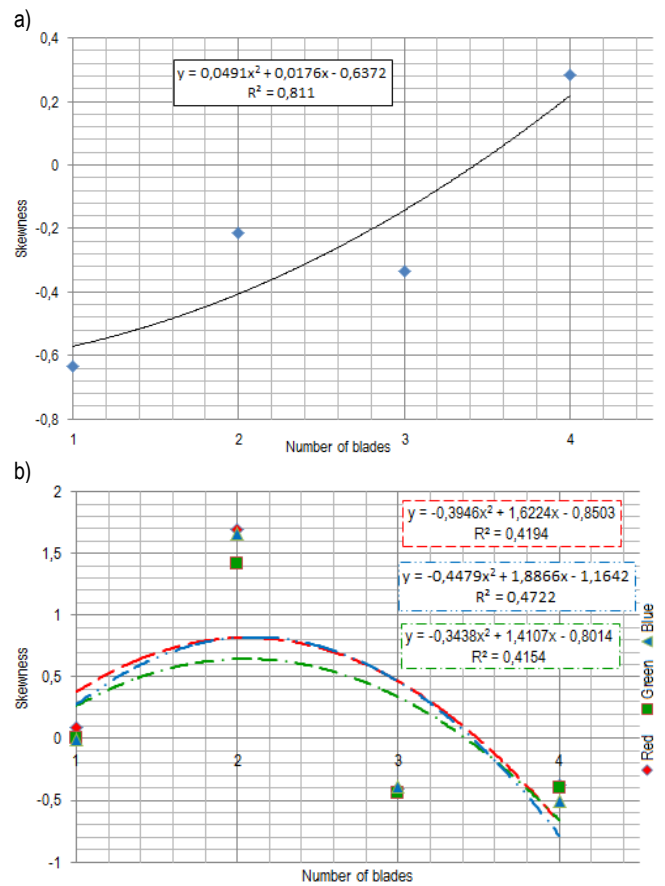 a)
0,4
0,2
0
-0,2
-0,4
-0,6
-0,8
Skewness
y = 0,0491x² + 0,0176x - 0,6372
R² = 0,811
1 2 3 4
Number of blades
b)
2
1,5
1
0,5
0
-0,5
-1
Skewness
y = -0,3946x² + 1,6224x - 0,8503
R² = 0,4194
y = -0,4479x² + 1,8866x - 1,1642
R² = 0,4722
y = -0,3438x² + 1,4107x - 0,8014
R² = 0,4154
1 2 3 4
Number of blades
Red Green Blue